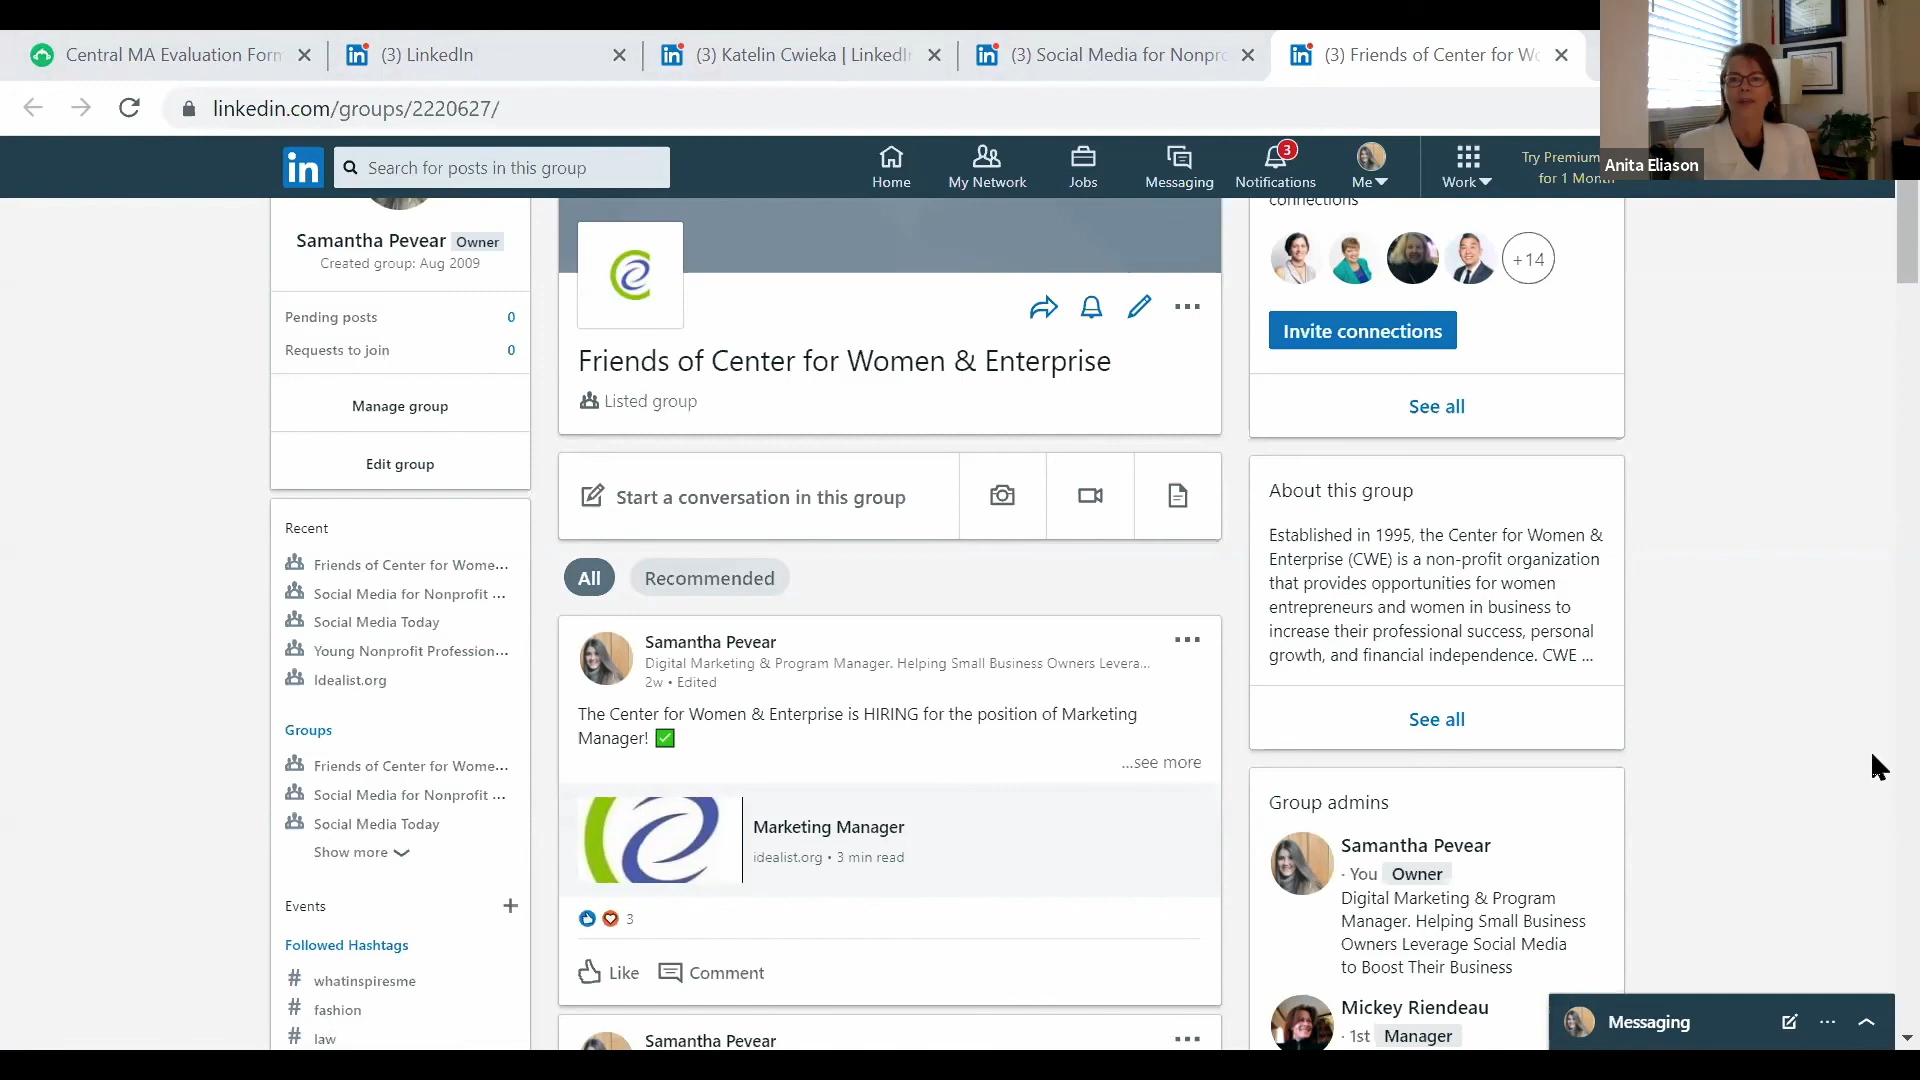 Central MA Evaluation Form
(3) LinkedIn
(3) Katelin Cwieka | LinkedIn
(3) Social Media for Nonpro
(3) Friends of Center for Wo
linkedin.com/groups/2220627/
in
Search for posts in this group
Home
My Network
Jobs
Messaging
3
Notifications
Me
Work
Try Premium
for 1 Month
Anita Eliason
Samantha Pevear Owner
Created group: Aug 2009
Pending posts 0
Requests to join 0
Manage group
Edit group
Recent
Friends of Center for Wome...
Social Media for Nonprofit ...
Social Media Today
Young Nonprofit Profession...
Idealist.org
Groups
Friends of Center for Wome...
Social Media for Nonprofit ...
Social Media Today
Show more
Events
Followed Hashtags
# whatinspiresme
# fashion
# law
Friends of Center for Women & Enterprise
Listed group
Start a conversation in this group
All Recommended
Samantha Pevear
Digital Marketing & Program Manager. Helping Small Business Owners Levera...
2w • Edited
The Center for Women & Enterprise is HIRING for the position of Marketing
Manager! ✅
...see more
Marketing Manager
idealist.org • 3 min read
3
Like Comment
Samantha Pevear
connections
+14
Invite connections
See all
About this group
Established in 1995, the Center for Women &
Enterprise (CWE) is a non-profit organization
that provides opportunities for women
entrepreneurs and women in business to
increase their professional success, personal
growth, and financial independence. CWE ...
See all
Group admins
Samantha Pevear
· You Owner
Digital Marketing & Program
Manager. Helping Small Business
Owners Leverage Social Media
to Boost Their Business
Mickey Riendeau
· 1st Manager
Messaging